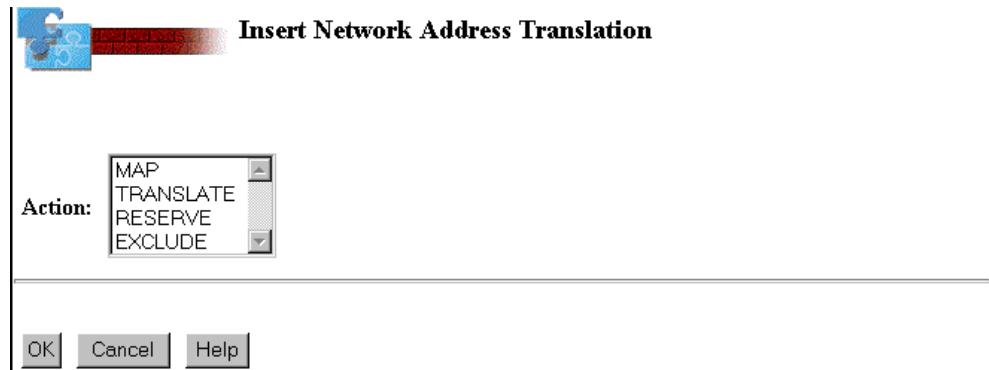 Insert Network Address Translation
MAP
TRANSLATE
Action:
RESERVE
EXCLUDE
OK Cancel Help